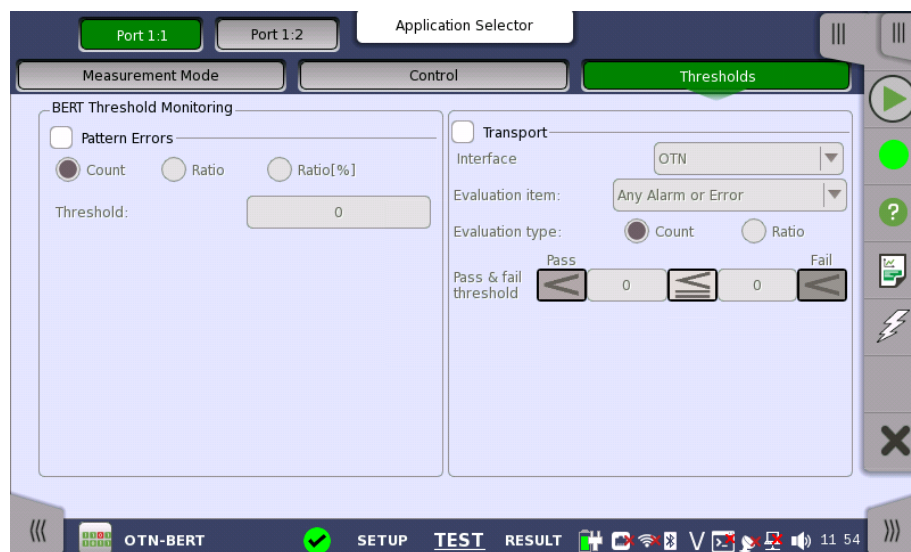 Port 1:1 Port 1:2 Application Selector
Measurement Mode Control Thresholds
BERT Threshold Monitoring
Pattern Errors
Count Ratio Ratio[%]
Threshold: 0
Transport
Interface OTN
Evaluation item: Any Alarm or Error
Evaluation type: Count Ratio
Pass Fail
Pass & fail threshold < 0 ≤ 0 <
OTN-BERT SETUP TEST RESULT V 11 54